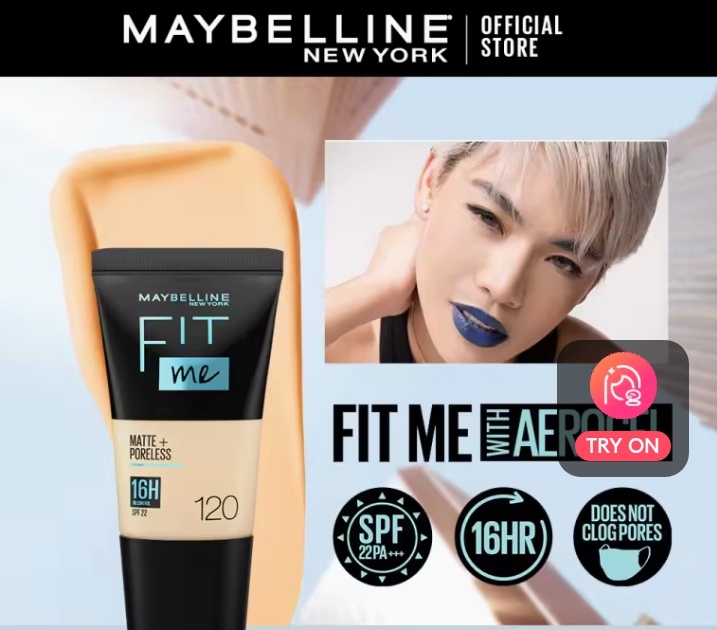 MAYBELLINE
NEW YORK
OFFICIAL
STORE
MAYBELLINE
NEW YORK
FIT
me
MATTE +
PORELESS
16H
SPF 22
120
FIT ME WITH
TRY ON
SPF
22PA+++
16HR
DOES NOT
CLOG PORES